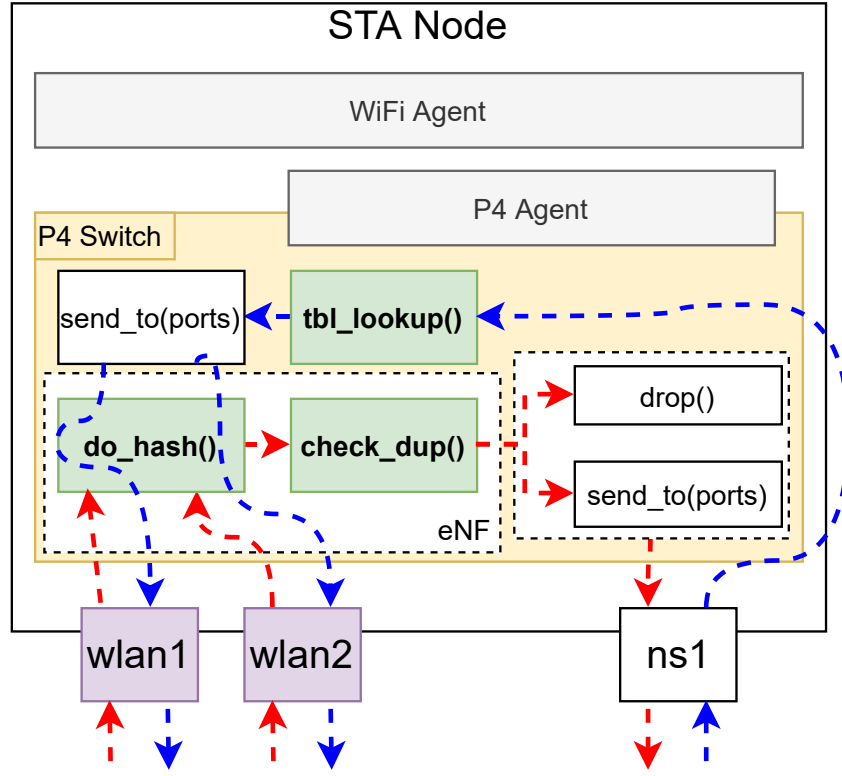 STA Node
WiFi Agent
P4 Agent
P4 Switch
send_to(ports)
tbl_lookup()
drop()
do_hash()
check_dup()
send_to(ports)
eNF
wlan1
wlan2
ns1